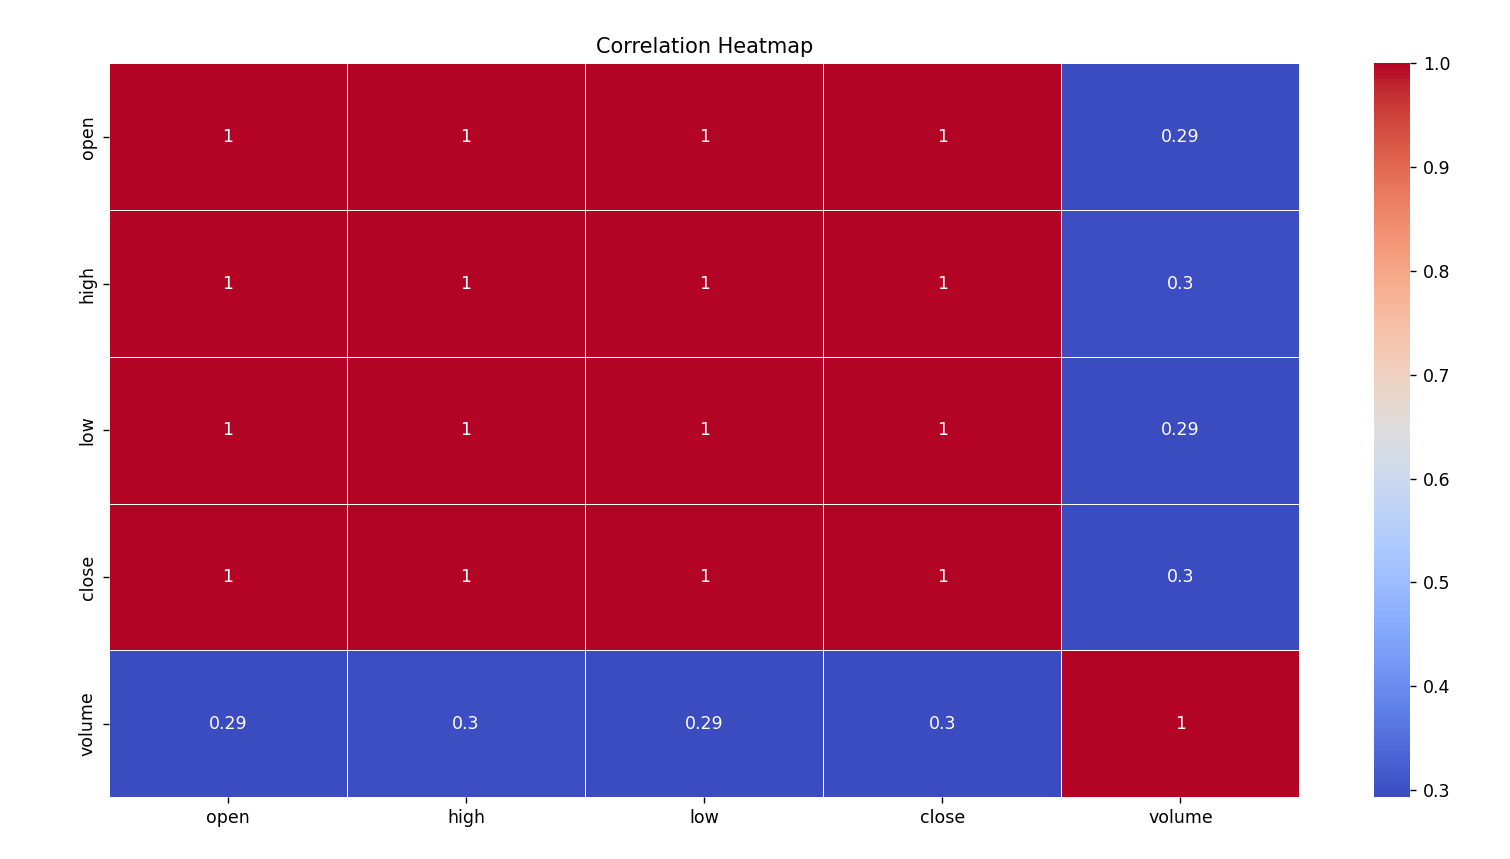 Correlation Heatmap
open 1 1 1 1 0.29
high 1 1 1 1 0.3
low 1 1 1 1 0.29
close 1 1 1 1 0.3
volume 0.29 0.3 0.29 0.3 1
open high low close volume
1.0
0.9
0.8
0.7
0.6
0.5
0.4
0.3